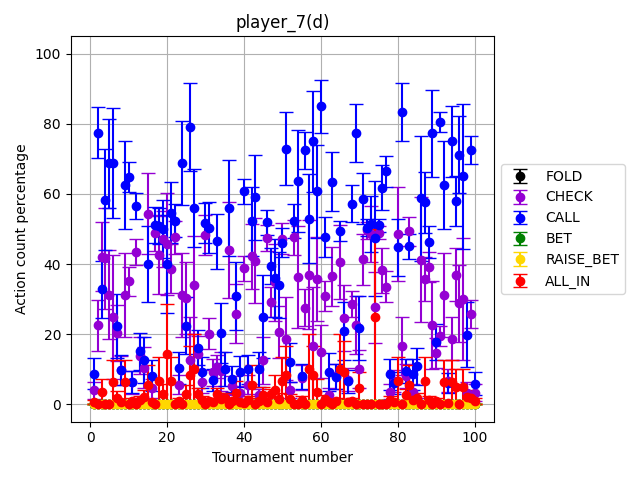 player_7(d)
Action count percentage
100
80
60
40
20
0
0 20 40 60 80 100
Tournament number
FOLD
CHECK
CALL
BET
RAISE_BET
ALL_IN